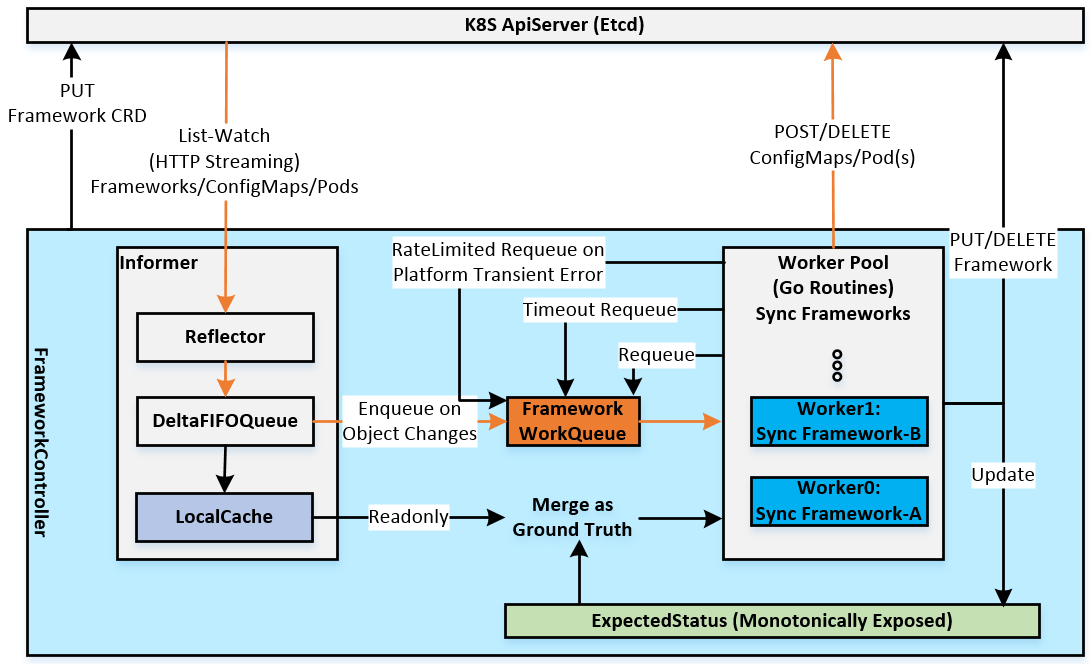 K8S ApiServer (Etcd)
PUT
Framework CRD
List-Watch
(HTTP Streaming)
Frameworks/ConfigMaps/Pods
POST/DELETE
ConfigMaps/Pod(s)
PUT/DELETE
Framework
FrameworkController
Informer
Reflector
DeltaFIFOQueue
LocalCache
RateLimited Requeue on
Platform Transient Error
Timeout Requeue
Requeue
Enqueue on
Object Changes
Framework
WorkQueue
Readonly
Merge as
Ground Truth
Worker Pool
(Go Routines)
Sync Frameworks
Worker1:
Sync Framework-B
Worker0:
Sync Framework-A
Update
ExpectedStatus (Monotonically Exposed)